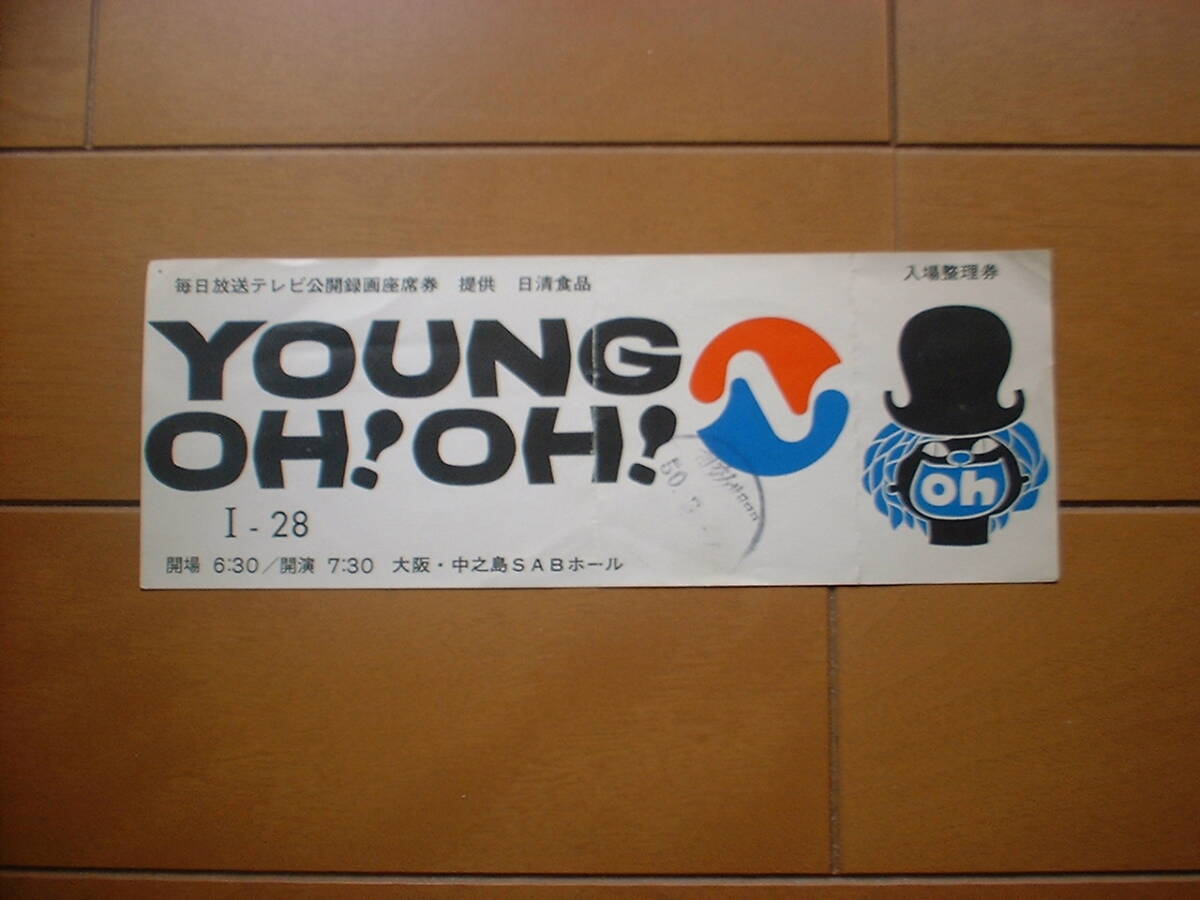 毎日放送テレビ公開録画座席券　提供　日清食品
入場整理券
YOUNG
OH!OH!
oh
I - 28
50.
開場 6:30／開演 7:30　大阪・中之島SABホール